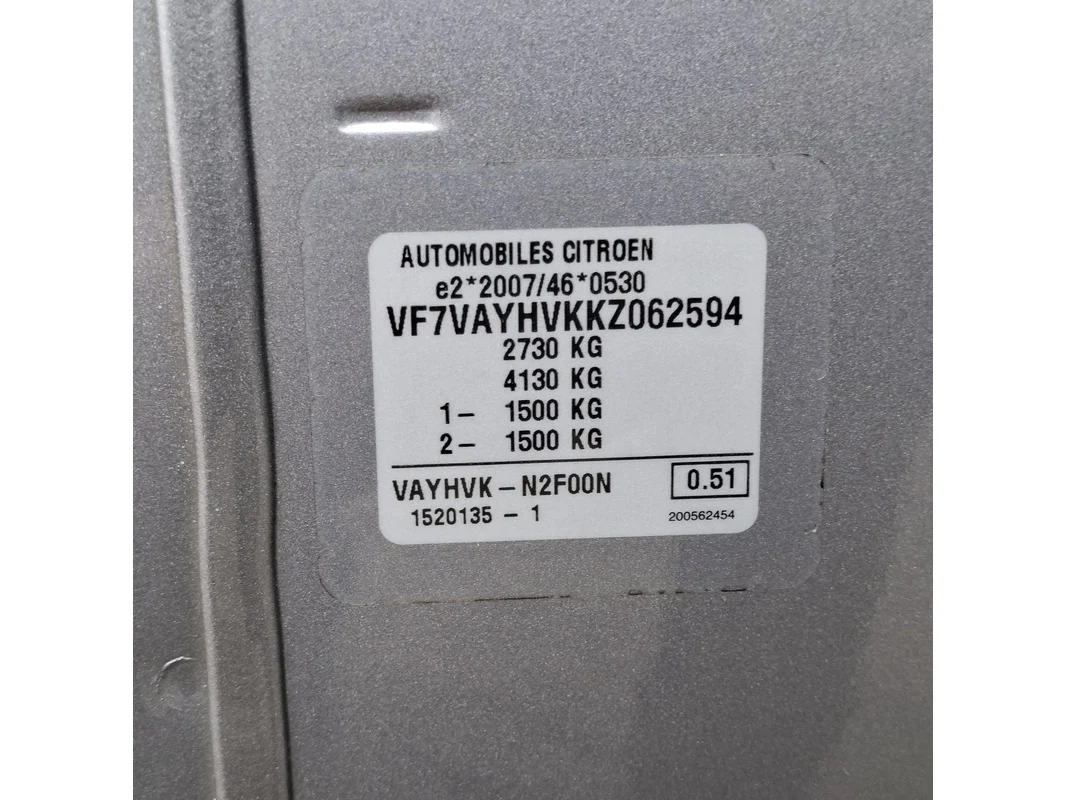 AUTOMOBILES CITROEN
e2*2007/46*0530
VF7VAYHVKKZ062594
2730 KG
4130 KG
1- 1500 KG
2- 1500 KG
VAYHVK-N2F00N 0.51
1520135 - 1 200562454